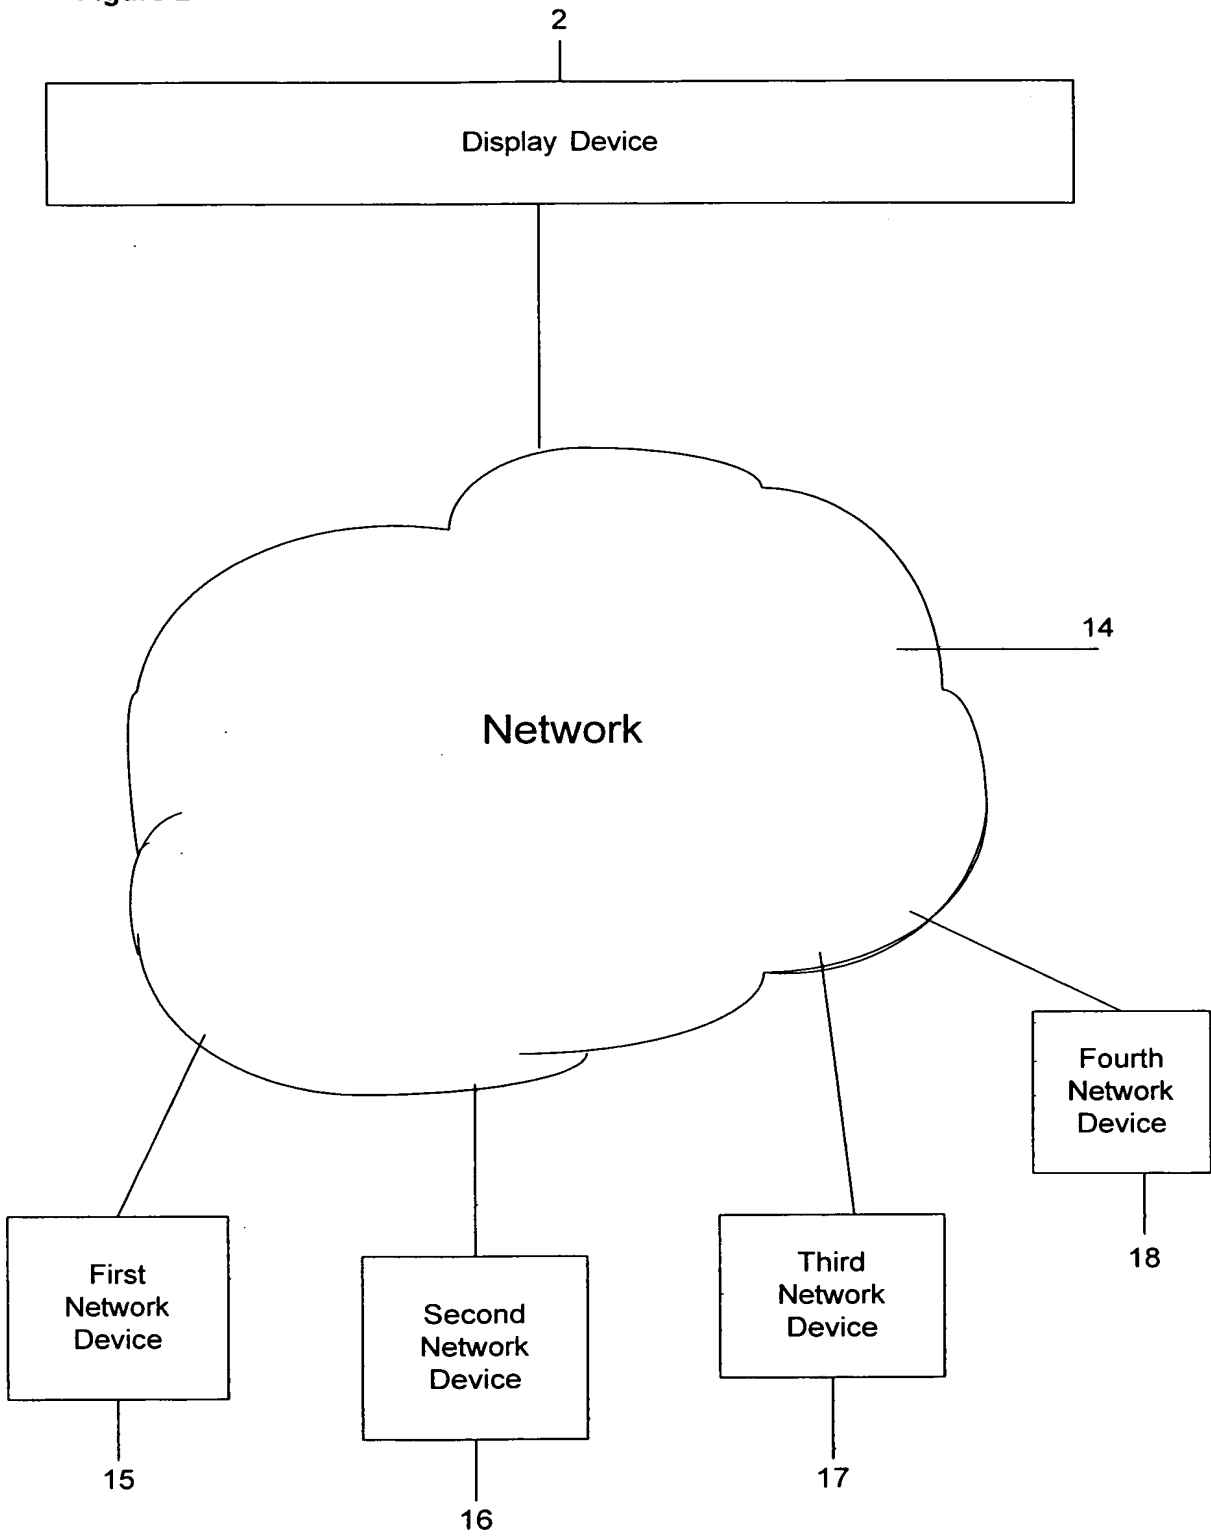 2
Display Device
14
Network
Fourth
Network
Device
18
First
Network
Device
15
Second
Network
Device
16
Third
Network
Device
17